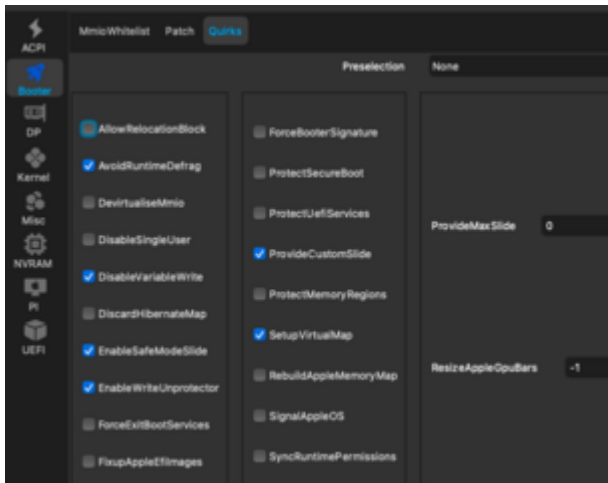 MmioWhitelist Patch Quirks
ACPI
Booter
DP
Kernel
Misc
NVRAM
PI
UEFI
Preselection None
AllowRelocationBlock
AvoidRuntimeDefrag
DevirtualiseMmio
DisableSingleUser
DisableVariableWrite
DiscardHibernateMap
EnableSafeModeSlide
EnableWriteUnprotector
ForceExitBootServices
FixupAppleEfiImages
ForceBooterSignature
ProtectSecureBoot
ProtectUefiServices
ProvideCustomSlide
ProtectMemoryRegions
SetupVirtualMap
RebuildAppleMemoryMap
SignalAppleOS
SyncRuntimePermissions
ProvideMaxSlide 0
ResizeAppleGpuBars -1